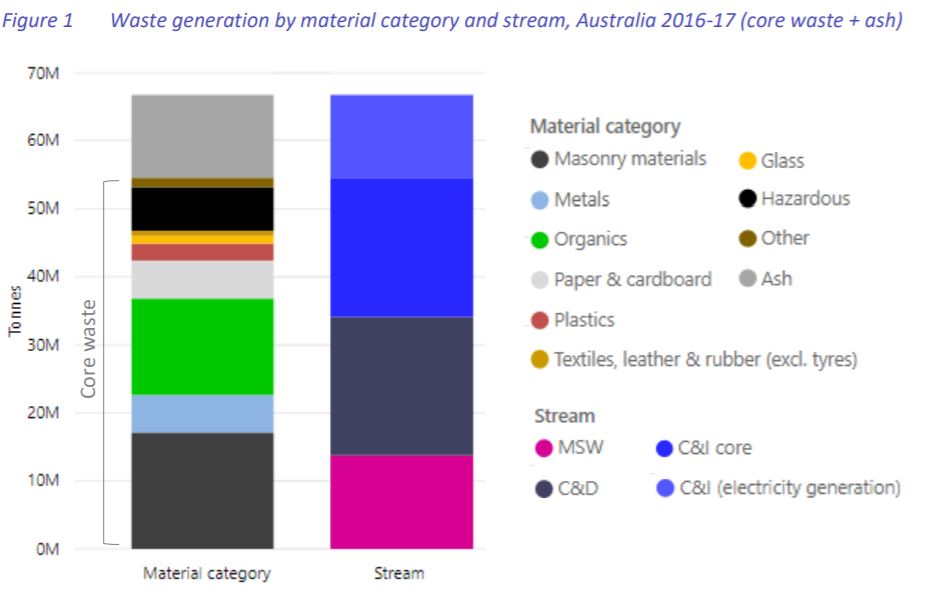 Figure 1 Waste generation by material category and stream, Australia 2016-17 (core waste + ash)
70M
60M
50M
40M
30M
20M
10M
0M
Tonnes
Core waste
Material category
Stream
Material category
Masonry materials
Glass
Metals
Hazardous
Organics
Other
Paper & cardboard
Ash
Plastics
Textiles, leather & rubber (excl. tyres)
Stream
MSW
C&I core
C&D
C&I (electricity generation)